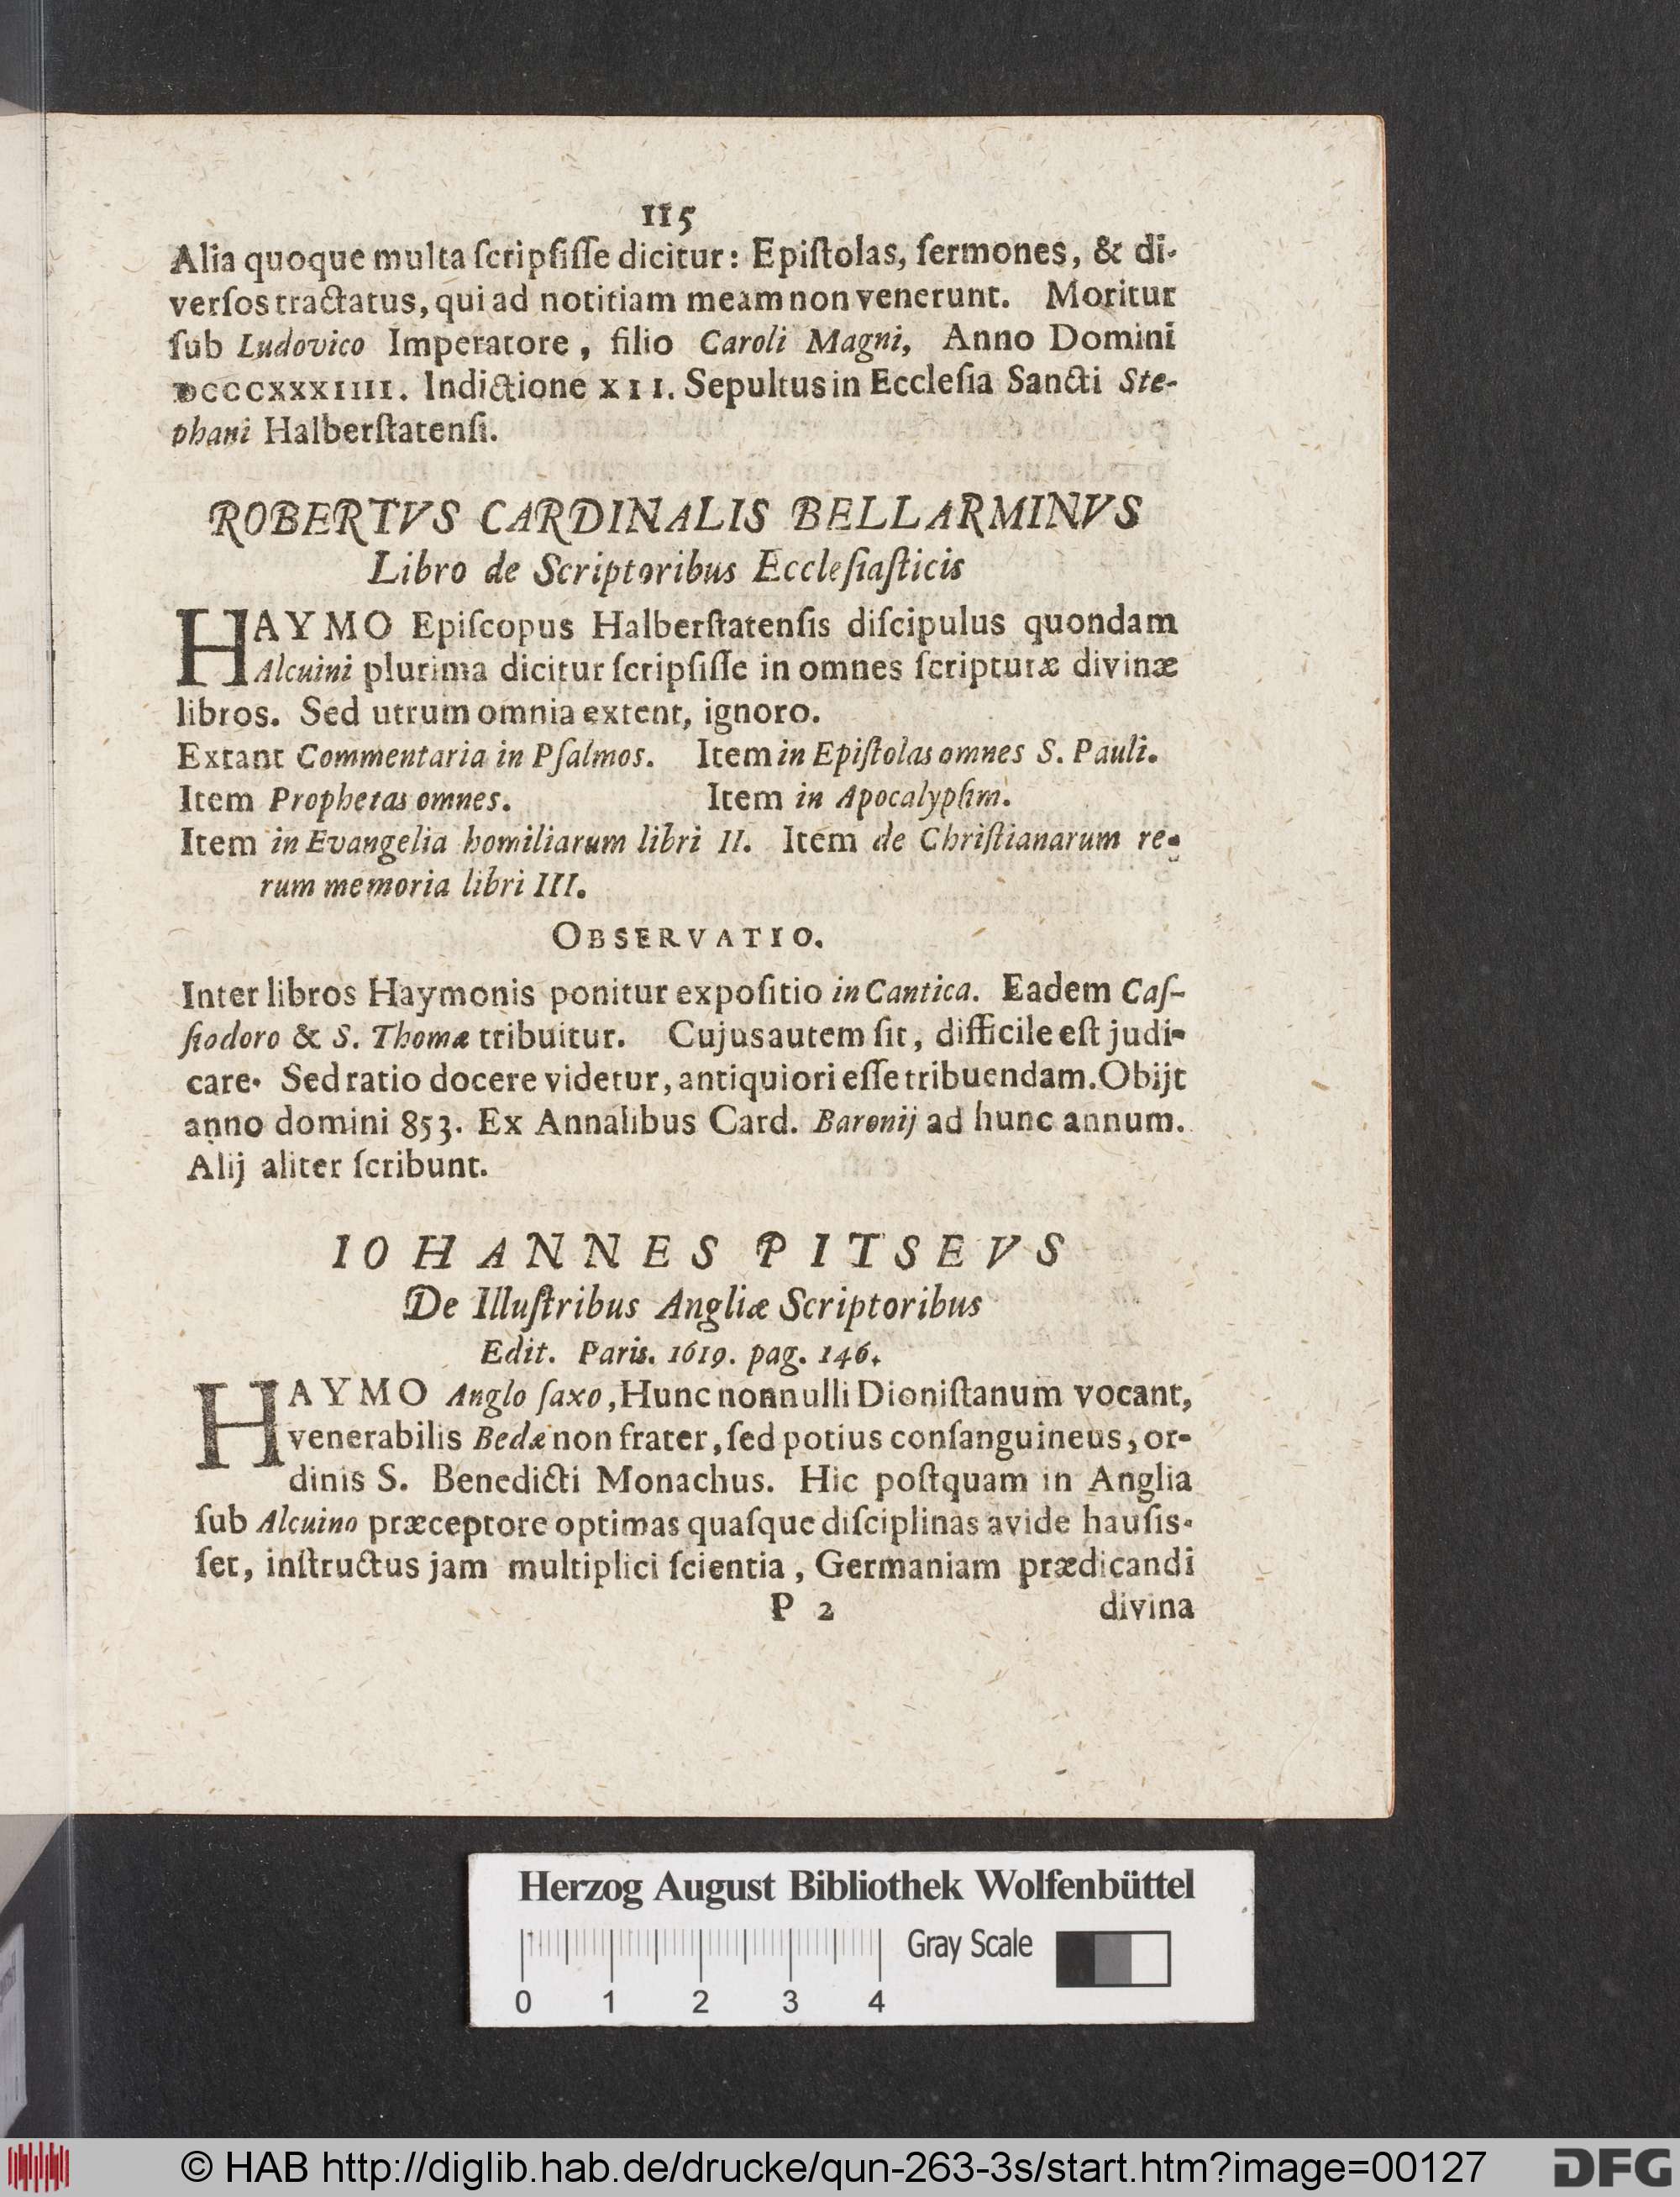 115
Alia quoque multa ſcripſiſſe dicitur: Epiſtolas, ſermones, & di-
verſos tractatus, qui ad notitiam meam non venerunt. Moritur
ſub Ludovico Imperatore, filio Caroli Magni, Anno Domini
DCCCXXXIIII. Indictione XII. Sepultus in Eccleſia Sancti Ste-
phani Halberſtatenſi.
ROBERTVS CARDINALIS BELLARMINVS
Libro de Scriptoribus Eccleſiaſticis
HAYMO Epiſcopus Halberſtatenſis diſcipulus quondam
Alcuini plurima dicitur ſcripſiſſe in omnes ſcripturæ divinæ
libros. Sed utrum omnia extent, ignoro.
Extant Commentaria in Pſalmos. Item in Epiſtolas omnes S. Pauli.
Item Prophetas omnes. Item in Apocalypſim.
Item in Evangelia homiliarum libri II. Item de Chriſtianarum re-
rum memoria libri III.
OBSERVATIO.
Inter libros Haymonis ponitur expoſitio in Cantica. Eadem Caſ-
ſiodoro & S. Thomæ tribuitur. Cujus autem ſit, difficile eſt judi-
care. Sed ratio docere videtur, antiquiori eſſe tribuendam. Obijt
anno domini 853. Ex Annalibus Card. Baronij ad hunc annum.
Alij aliter ſcribunt.
IOHANNES PITSEVS
De Illuſtribus Angliæ Scriptoribus
Edit. Paris. 1619. pag. 146.
HAYMO Anglo ſaxo, Hunc nonnulli Dioniſtanum vocant,
venerabilis Bedæ non frater, ſed potius conſanguineus, or-
dinis S. Benedicti Monachus. Hic poſtquam in Anglia
ſub Alcuino præceptore optimas quaſque diſciplinas avide hauſis-
ſet, inſtructus jam multiplici ſcientia, Germaniam prædicandi
P 2 divina
Herzog August Bibliothek Wolfenbüttel
Gray Scale
0 1 2 3 4
© HAB http://diglib.hab.de/drucke/qun-263-3s/start.htm?image=00127
DFG